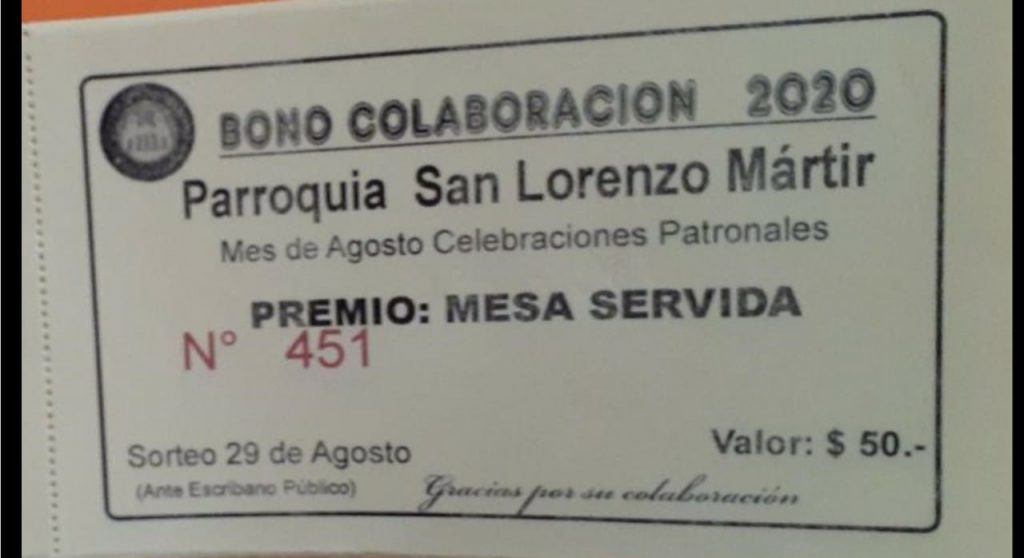 BONO COLABORACION 2020
Parroquia San Lorenzo Mártir
Mes de Agosto Celebraciones Patronales
PREMIO: MESA SERVIDA
N° 451
Sorteo 29 de Agosto
Valor: $ 50.-
(Ante Escribano Público)
Gracias por su colaboración